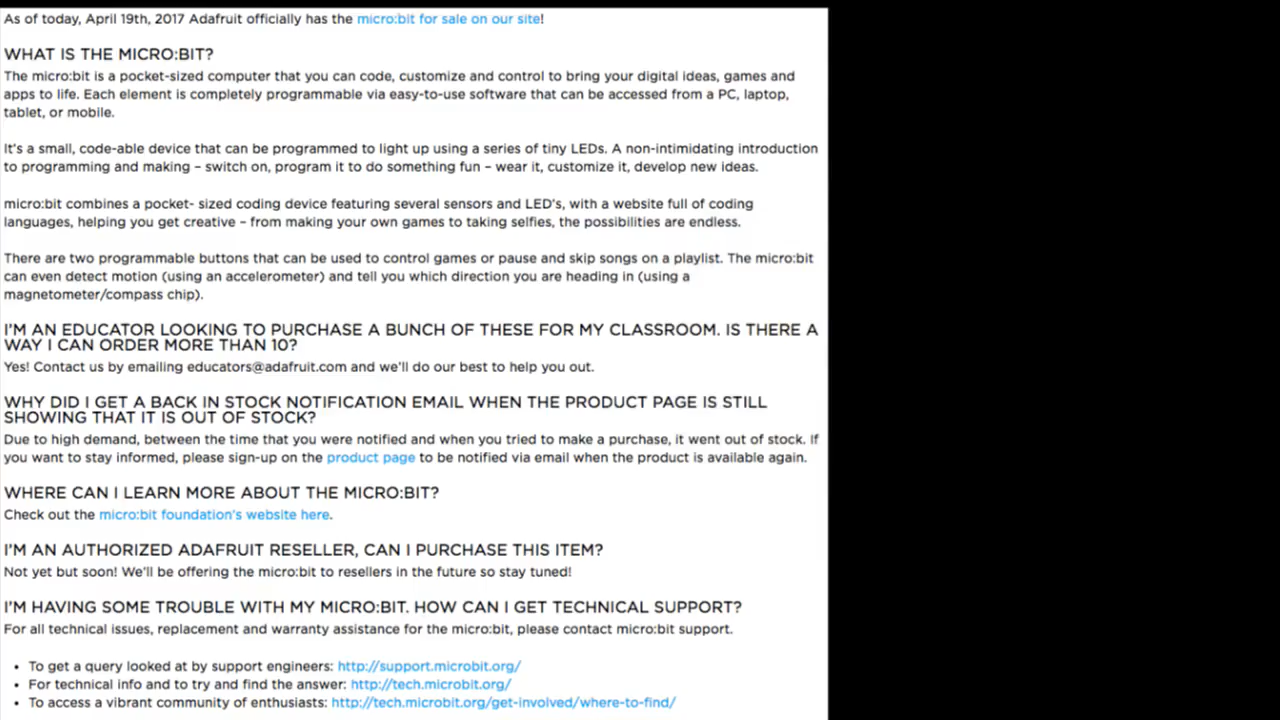 As of today, April 19th, 2017 Adafruit officially has the micro:bit for sale on our site!
WHAT IS THE MICRO:BIT?
The micro:bit is a pocket-sized computer that you can code, customize and control to bring your digital ideas, games and
apps to life. Each element is completely programmable via easy-to-use software that can be accessed from a PC, laptop,
tablet, or mobile.
It's a small, code-able device that can be programmed to light up using a series of tiny LEDs. A non-intimidating introduction
to programming and making – switch on, program it to do something fun – wear it, customize it, develop new ideas.
micro:bit combines a pocket- sized coding device featuring several sensors and LED's, with a website full of coding
languages, helping you get creative – from making your own games to taking selfies, the possibilities are endless.
There are two programmable buttons that can be used to control games or pause and skip songs on a playlist. The micro:bit
can even detect motion (using an accelerometer) and tell you which direction you are heading in (using a
magnetometer/compass chip).
I'M AN EDUCATOR LOOKING TO PURCHASE A BUNCH OF THESE FOR MY CLASSROOM. IS THERE A
WAY I CAN ORDER MORE THAN 10?
Yes! Contact us by emailing educators@adafruit.com and we'll do our best to help you out.
WHY DID I GET A BACK IN STOCK NOTIFICATION EMAIL WHEN THE PRODUCT PAGE IS STILL
SHOWING THAT IT IS OUT OF STOCK?
Due to high demand, between the time that you were notified and when you tried to make a purchase, it went out of stock. If
you want to stay informed, please sign-up on the product page to be notified via email when the product is available again.
WHERE CAN I LEARN MORE ABOUT THE MICRO:BIT?
Check out the micro:bit foundation's website here.
I'M AN AUTHORIZED ADAFRUIT RESELLER, CAN I PURCHASE THIS ITEM?
Not yet but soon! We'll be offering the micro:bit to resellers in the future so stay tuned!
I'M HAVING SOME TROUBLE WITH MY MICRO:BIT. HOW CAN I GET TECHNICAL SUPPORT?
For all technical issues, replacement and warranty assistance for the micro:bit, please contact micro:bit support.
• To get a query looked at by support engineers: http://support.microbit.org/
• For technical info and to try and find the answer: http://tech.microbit.org/
• To access a vibrant community of enthusiasts: http://tech.microbit.org/get-involved/where-to-find/